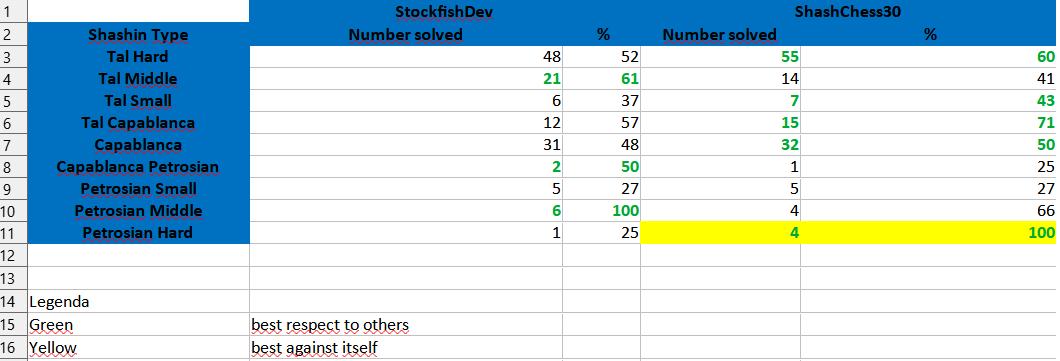 1 StockfishDev ShashChess30
2 Shashin Type Number solved % Number solved %
3 Tal Hard 48 52 55 60
4 Tal Middle 21 61 14 41
5 Tal Small 6 37 7 43
6 Tal Capablanca 12 57 15 71
7 Capablanca 31 48 32 50
8 Capablanca Petrosian 2 50 1 25
9 Petrosian Small 5 27 5 27
10 Petrosian Middle 6 100 4 66
11 Petrosian Hard 1 25 4 100
12
13
14 Legenda
15 Green best respect to others
16 Yellow best against itself